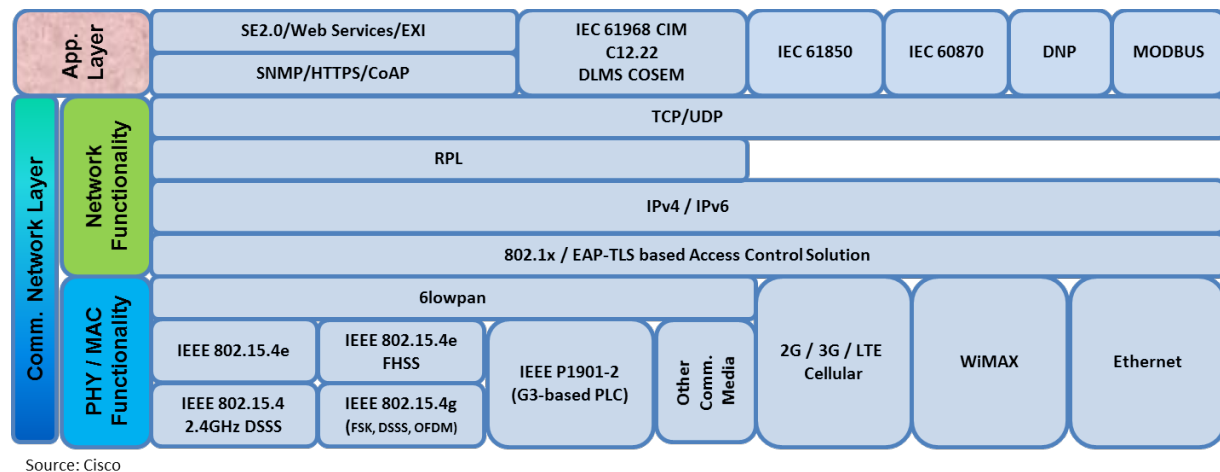 App.
Layer
SE2.0/Web Services/EXI
SNMP/HTTPS/CoAP
IEC 61968 CIM
C12.22
DLMS COSEM
IEC 61850
IEC 60870
DNP
MODBUS
Comm. Network Layer
Network
Functionality
TCP/UDP
RPL
IPv4 / IPv6
802.1x / EAP-TLS based Access Control Solution
PHY / MAC
Functionality
6lowpan
IEEE 802.15.4e
IEEE 802.15.4e
FHSS
IEEE 802.15.4
2.4GHz DSSS
IEEE 802.15.4g
(FSK, DSSS, OFDM)
IEEE P1901-2
(G3-based PLC)
Other
Comm.
Media
2G / 3G / LTE
Cellular
WiMAX
Ethernet
Source: Cisco